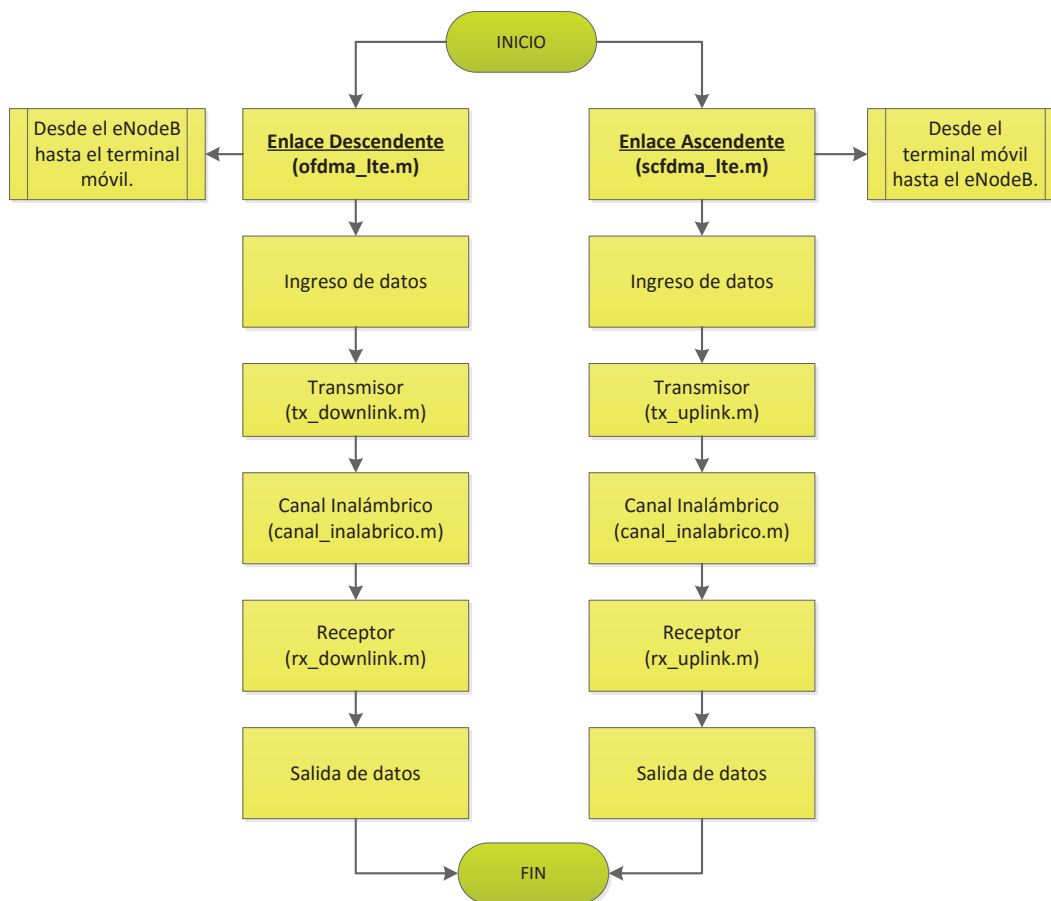 INICIO
Desde el eNodeB
hasta el terminal
móvil.
Enlace Descendente
(ofdma_lte.m)
Enlace Ascendente
(scfdma_lte.m)
Desde el
terminal móvil
hasta el eNodeB.
Ingreso de datos
Ingreso de datos
Transmisor
(tx_downlink.m)
Transmisor
(tx_uplink.m)
Canal Inalámbrico
(canal_inalabrico.m)
Canal Inalámbrico
(canal_inalabrico.m)
Receptor
(rx_downlink.m)
Receptor
(rx_uplink.m)
Salida de datos
Salida de datos
FIN